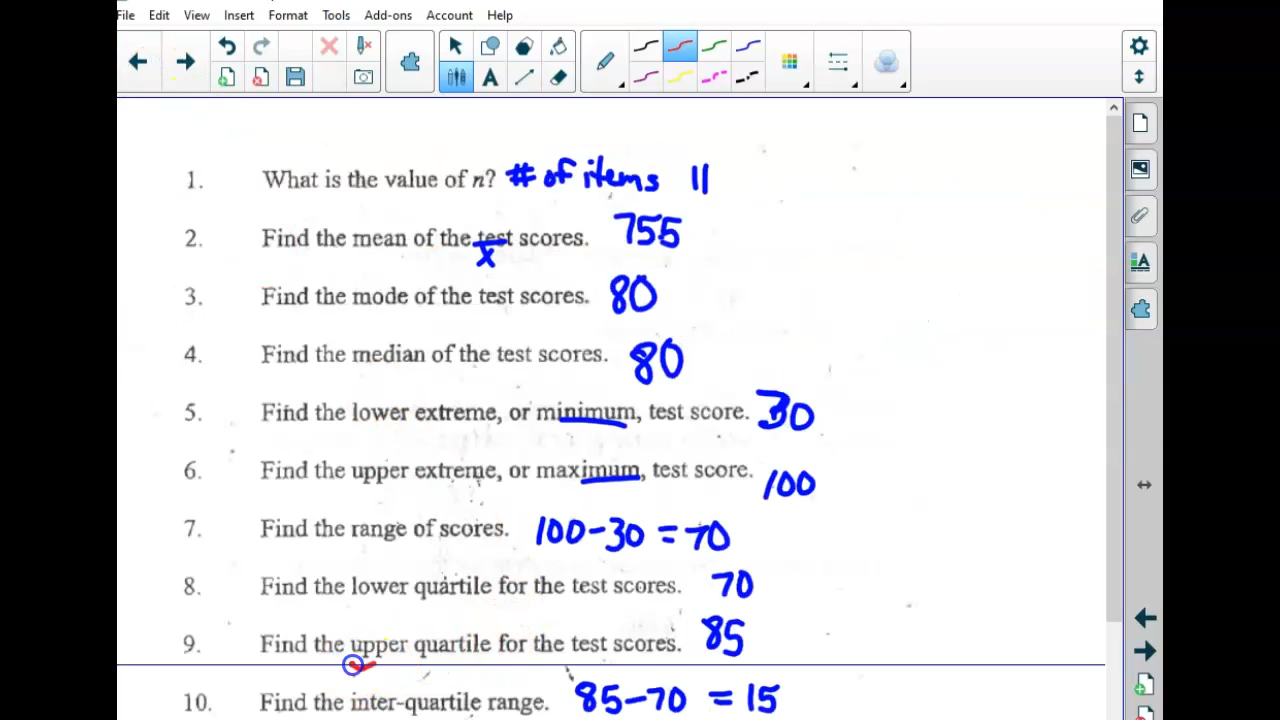 File Edit View Insert Format Tools Add-ons Account Help
1. What is the value of n? # of items 11
2. Find the mean of the test scores. 755
x
3. Find the mode of the test scores. 80
4. Find the median of the test scores. 80
5. Find the lower extreme, or minimum, test score. 30
6. Find the upper extreme, or maximum, test score. 100
7. Find the range of scores. 100-30 = 70
8. Find the lower quartile for the test scores. 70
9. Find the upper quartile for the test scores. 85
10. Find the inter-quartile range. 85-70 = 15